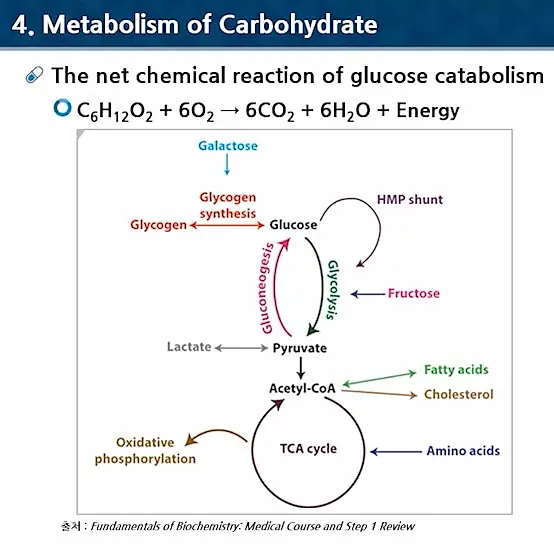 4. Metabolism of Carbohydrate
The net chemical reaction of glucose catabolism
C₆H₁₂O₂ + 6O₂ → 6CO₂ + 6H₂O + Energy
Galactose
Glycogen
synthesis
HMP shunt
Glycogen
Glucose
Gluconeogesis
Glycolysis
Fructose
Lactate
Pyruvate
Fatty acids
Acetyl-CoA
Cholesterol
Oxidative
phosphorylation
TCA cycle
Amino acids
출처 : Fundamentals of Biochemistry: Medical Course and Step 1 Review